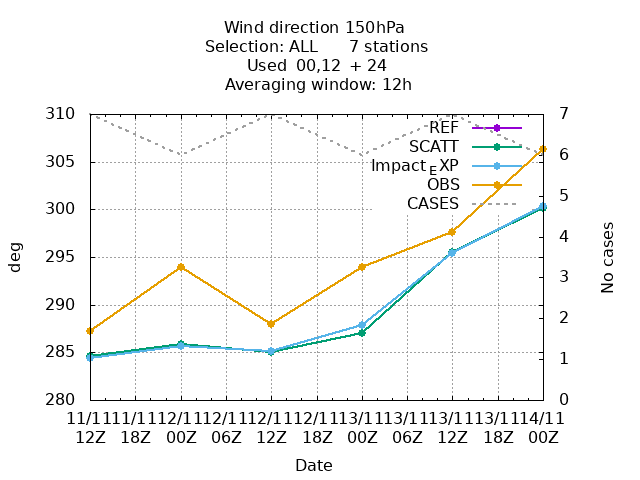 Wind direction 150hPa
Selection: ALL 7 stations
Used 00,12 + 24
Averaging window: 12h
310
305
300
295
290
285
280
deg
7
6
5
4
3
2
1
0
No cases
REF
SCATT
Impact_EXP
OBS
CASES
11/11 11/11 12/11 12/11 12/11 13/11 13/11 13/11 13/11 14/11
12Z 18Z 00Z 06Z 12Z 18Z 00Z 06Z 12Z 18Z 00Z
Date